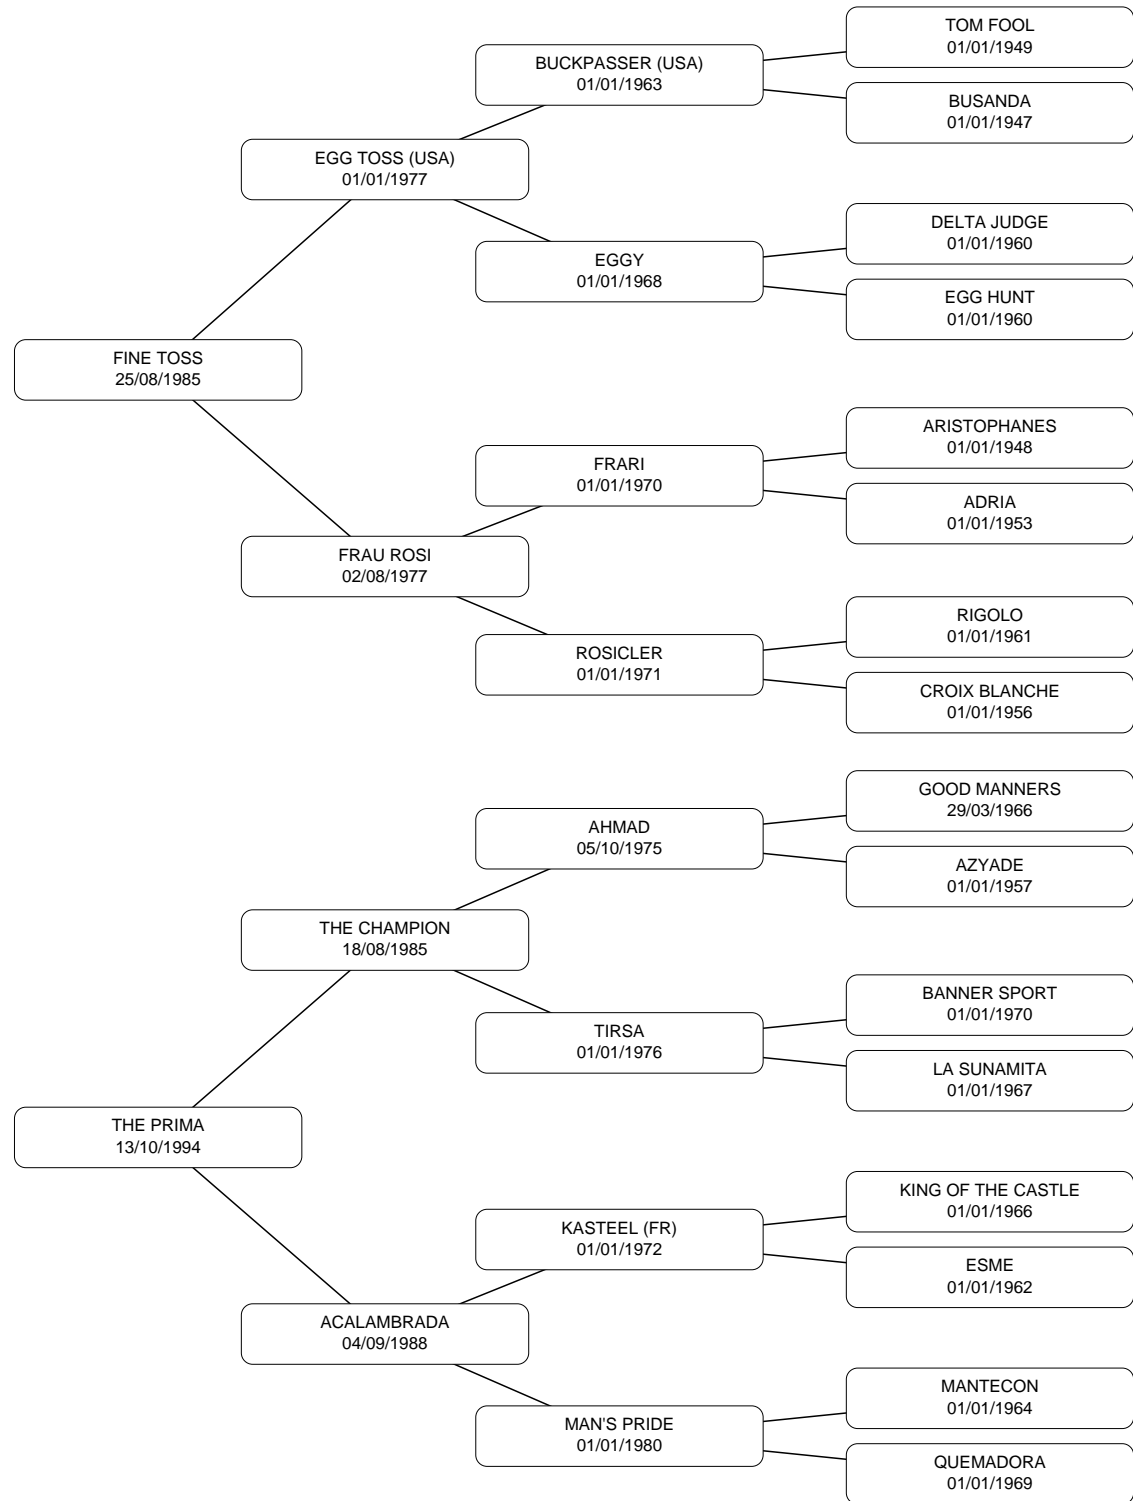 TOM FOOL
01/01/1949
BUCKPASSER (USA)
01/01/1963
BUSANDA
01/01/1947
EGG TOSS (USA)
01/01/1977
DELTA JUDGE
01/01/1960
EGGY
01/01/1968
EGG HUNT
01/01/1960
FINE TOSS
25/08/1985
ARISTOPHANES
01/01/1948
FRARI
01/01/1970
ADRIA
01/01/1953
FRAU ROSI
02/08/1977
RIGOLO
01/01/1961
ROSICLER
01/01/1971
CROIX BLANCHE
01/01/1956
GOOD MANNERS
29/03/1966
AHMAD
05/10/1975
AZYADE
01/01/1957
THE CHAMPION
18/08/1985
BANNER SPORT
01/01/1970
TIRSA
01/01/1976
LA SUNAMITA
01/01/1967
THE PRIMA
13/10/1994
KING OF THE CASTLE
01/01/1966
KASTEEL (FR)
01/01/1972
ESME
01/01/1962
ACALAMBRADA
04/09/1988
MANTECON
01/01/1964
MAN'S PRIDE
01/01/1980
QUEMADORA
01/01/1969